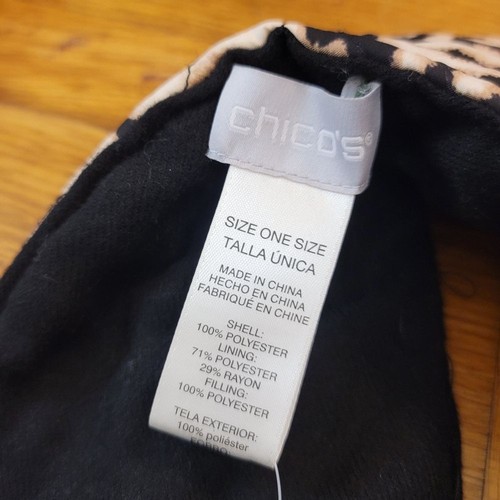 chico's®
SIZE ONE SIZE
TALLA ÚNICA
MADE IN CHINA
HECHO EN CHINA
FABRIQUÉ EN CHINE
SHELL:
100% POLYESTER
LINING:
71% POLYESTER
29% RAYON
FILLING:
100% POLYESTER
TELA EXTERIOR:
100% poliéster